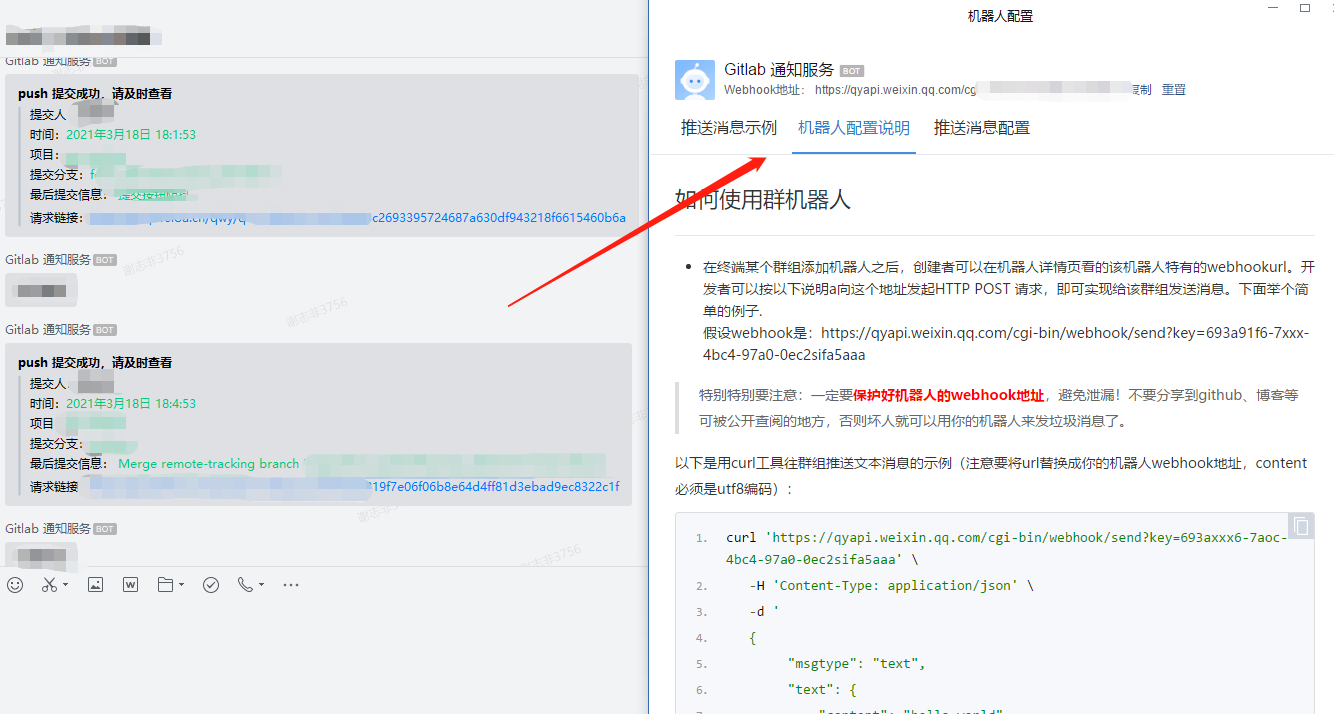 Gitlab 通知服务 BOT
push 提交成功，请及时查看
提交人
时间：2021年3月18日 18:1:53
项目：
提交分支：
最后提交信息：
请求链接：c2693395724687a630df943218f6615460b6a
Gitlab 通知服务 BOT
谢志非3756
Gitlab 通知服务 BOT
谢志非3756
push 提交成功，请及时查看
提交人
时间：2021年3月18日 18:4:53
项目
提交分支：
最后提交信息： Merge remote-tracking branch
请求链接 319f7e06f06b8e64d4ff81d3ebad9ec8322c1f
Gitlab 通知服务 BOT
机器人配置
Gitlab 通知服务 BOT
Webhook地址： https://qyapi.weixin.qq.com/cg 复制 重置
推送消息示例 机器人配置说明 推送消息配置
如何使用群机器人
在终端某个群组添加机器人之后，创建者可以在机器人详情页看的该机器人特有的webhookurl。开
发者可以按以下说明a向这个地址发起HTTP POST 请求，即可实现给该群组发送消息。下面举个简
单的例子.
假设webhook是：https://qyapi.weixin.qq.com/cgi-bin/webhook/send?key=693a91f6-7xxx-
4bc4-97a0-0ec2sifa5aaa
特别特别要注意：一定要保护好机器人的webhook地址，避免泄漏！不要分享到github、博客等
可被公开查阅的地方，否则坏人就可以用你的机器人来发垃圾消息了。
以下是用curl工具往群组推送文本消息的示例（注意要将url替换成你的机器人webhook地址，content
必须是utf8编码）：
1. curl 'https://qyapi.weixin.qq.com/cgi-bin/webhook/send?key=693axxx6-7aoc-
4bc4-97a0-0ec2sifa5aaa' \
2. -H 'Content-Type: application/json' \
3. -d '
4. {
5. "msgtype": "text",
6. "text": {
7. "content": "hello world"